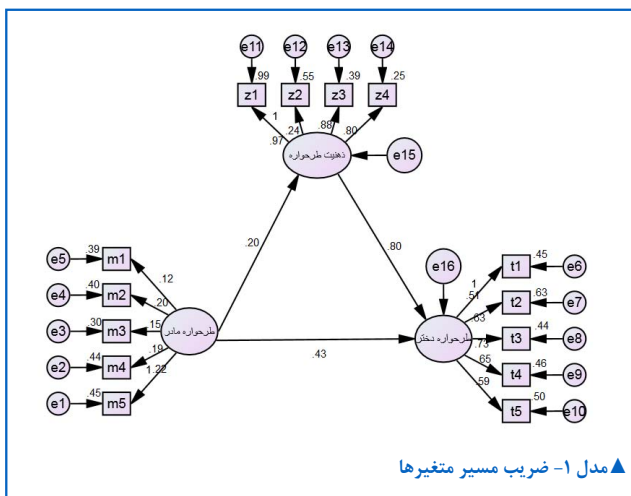 e11 e12 e13 e14
.99 .55 .39 .25
z1 z2 z3 z4
1 .24 .88 .80
.97
ذهنیت طرحواره
e15
.20
.80
e5 .39 m1
.12
e4 .40 m2
.20
e3 .30 m3
.15
طرحواره مادر
e2 .44 m4
.19
e1 .45 m5
1.22
.43
e16
طرحواره دختر
1 t1 .45 e6
.51 t2 .63 e7
.63
.73 t3 .44 e8
.65 t4 .46 e9
.59 t5 .50 e10
▲مدل ۱- ضریب مسیر متغیرها